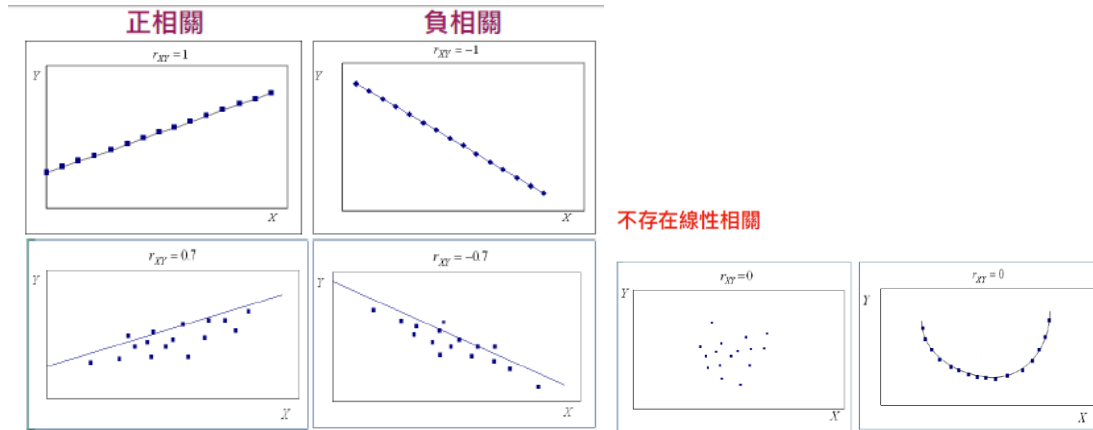 正相關
負相關
r_XY = 1
Y
X
r_XY = −1
Y
X
r_XY = 0.7
Y
X
r_XY = −0.7
Y
X
不存在線性相關
r_XY = 0
Y
X
r_XY = 0
Y
X